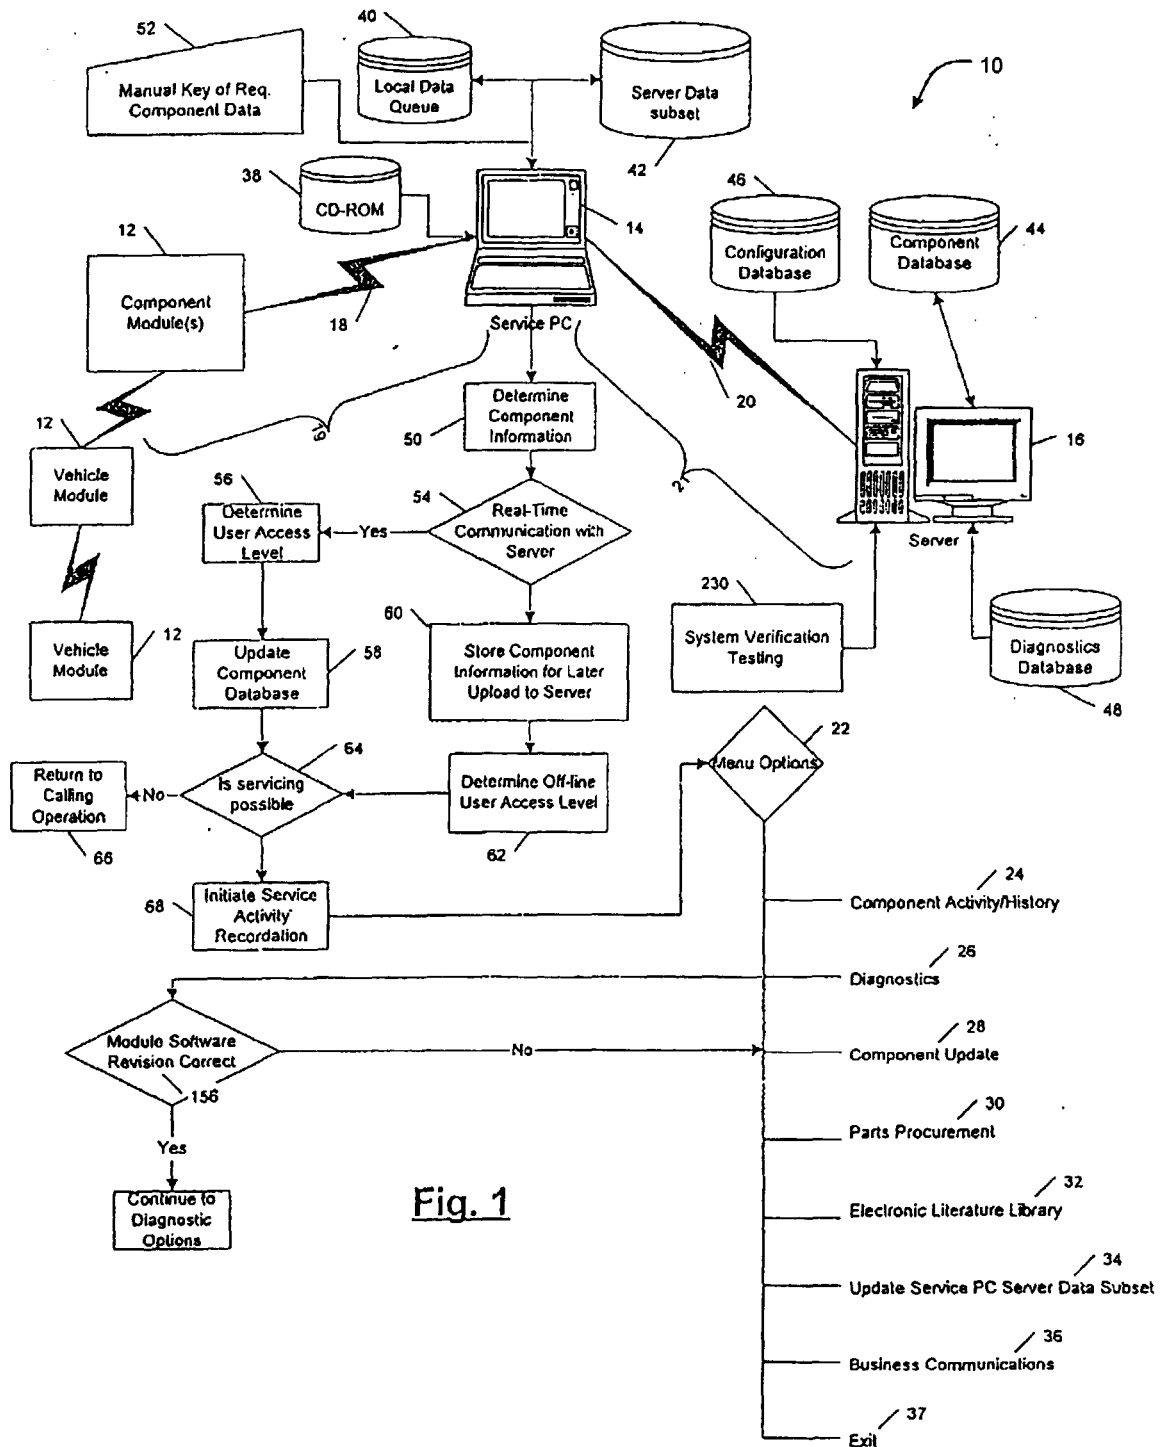 52
Manual Key of Req.
Component Data
40
Local Data
Queue
Server Data
subset
42
10
38
CD-ROM
14
Service PC
46
Configuration
Database
Component
Database
44
12
Component
Module(s)
18
20
16
Server
12
Vehicle
Module
Vehicle
Module
12
19
21
Determine
Component
Information
50
56
Determine
User Access
Level
Yes
54
Real-Time
Communication with
Server
230
System Verification
Testing
Diagnostics
Database
48
60
Store Component
Information for Later
Upload to Server
Update
Component
Database
58
22
Menu Options
64
Is servicing
possible
No
Return to
Calling
Operation
66
Determine Off-line
User Access Level
62
68
Initiate Service
Activity
Recordation
24
Component Activity/History
26
Diagnostics
Module Software
Revision Correct
156
No
28
Component Update
30
Parts Procurement
Yes
Continue to
Diagnostic
Options
Fig. 1
32
Electronic Literature Library
34
Update Service PC Server Data Subset
36
Business Communications
37
Exit